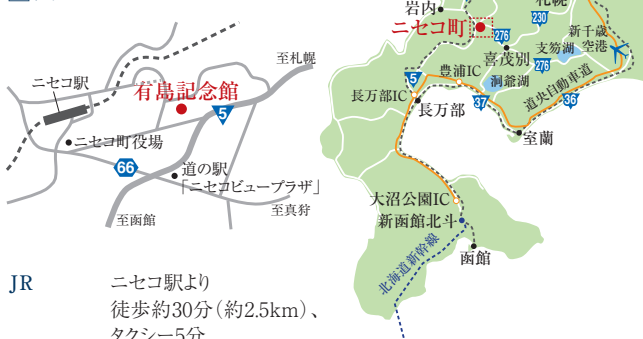 至札幌
ニセコ駅
有島記念館
5
ニセコ町役場
66
道の駅
「ニセコビュープラザ」
至函館
至真狩
岩内
札幌
ニセコ町
230
276
新千歳
空港
支笏湖
喜茂別
276
豊浦IC
洞爺湖
道央自動車道
5
長万部IC
長万部
37
36
室蘭
大沼公園IC
新函館北斗
函館
北海道新幹線
JR
ニセコ駅より
徒歩約30分（約2.5km）、
タクシー5分